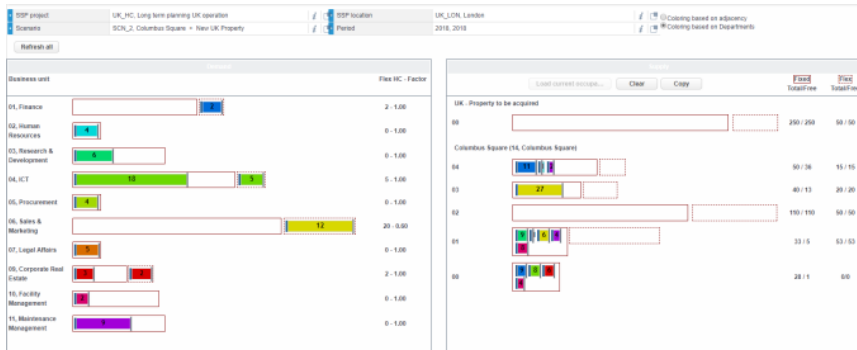 SSP project UK_HC, Long term planning UK operation SSP location UK_LON, London
Scenario SCN_2, Columbus Square + New UK Property Period 2018, 2018
Coloring based on adjacency
Coloring based on Departments
Refresh all
Business unit Flex HC - Factor
01, Finance 2 2 - 1.00
02, Human Resources 4 0 - 1.00
03, Research & Development 6 0 - 1.00
04, ICT 18 5 5 - 1.00
05, Procurement 4 0 - 1.00
06, Sales & Marketing 12 20 - 0.60
07, Legal Affairs 5 0 - 1.00
09, Corporate Real Estate 2 - 1.00
10, Facility Management 2 0 - 1.00
11, Maintenance Management 9 0 - 1.00
Load current occupa... Clear Copy
Fixed Total/Free Flex Total/Free
UK - Property to be acquired
00 250 / 250 50 / 50
Columbus Square (14, Columbus Square)
04 11 50 / 36 15 / 15
03 27 40 / 13 20 / 20
02 110 / 110 50 / 50
01 9 6 33 / 5 53 / 53
00 9 8 28 / 1 0/0